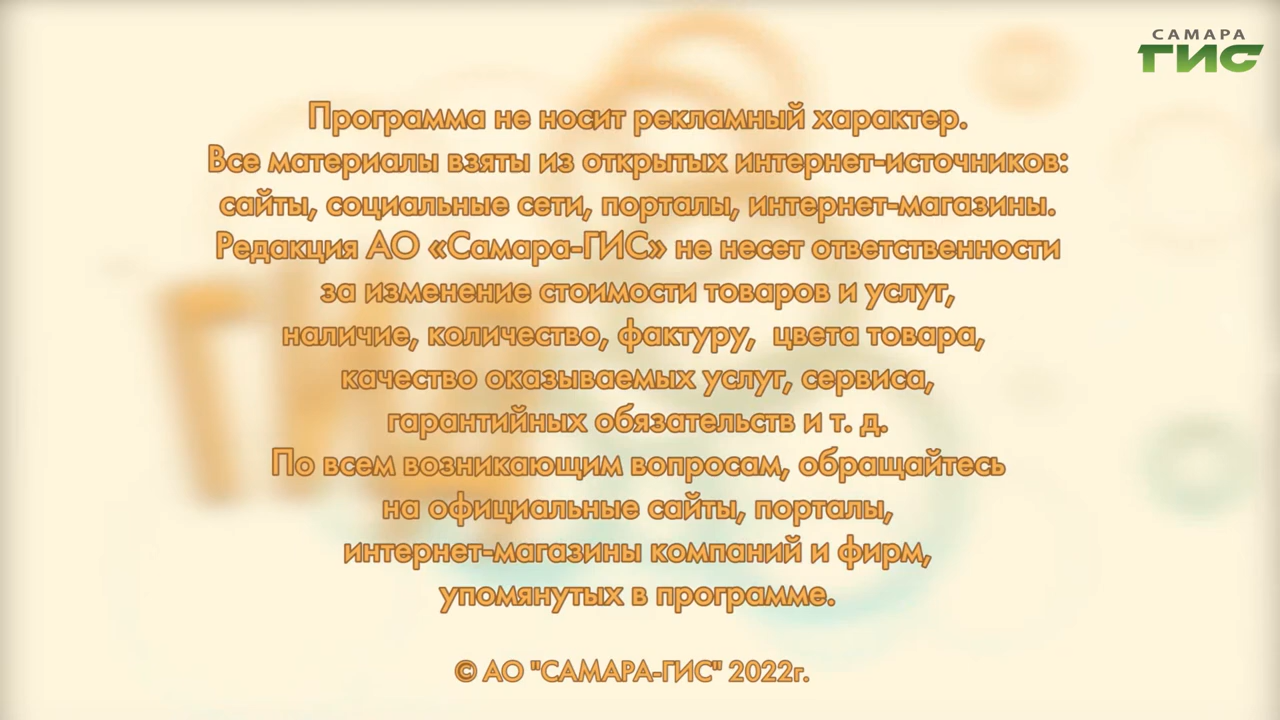 САМАРА
ГИС
Программа не носит рекламный характер.
Все материалы взяты из открытых интернет-источников:
сайты, социальные сети, порталы, интернет-магазины.
Редакция АО «Самара-ГИС» не несет ответственности
за изменение стоимости товаров и услуг,
наличие, количество, фактуру, цвета товара,
качество оказываемых услуг, сервиса,
гарантийных обязательств и т. д.
По всем возникающим вопросам, обращайтесь
на официальные сайты, порталы,
интернет-магазины компаний и фирм,
упомянутых в программе.
© АО "САМАРА-ГИС" 2022г.